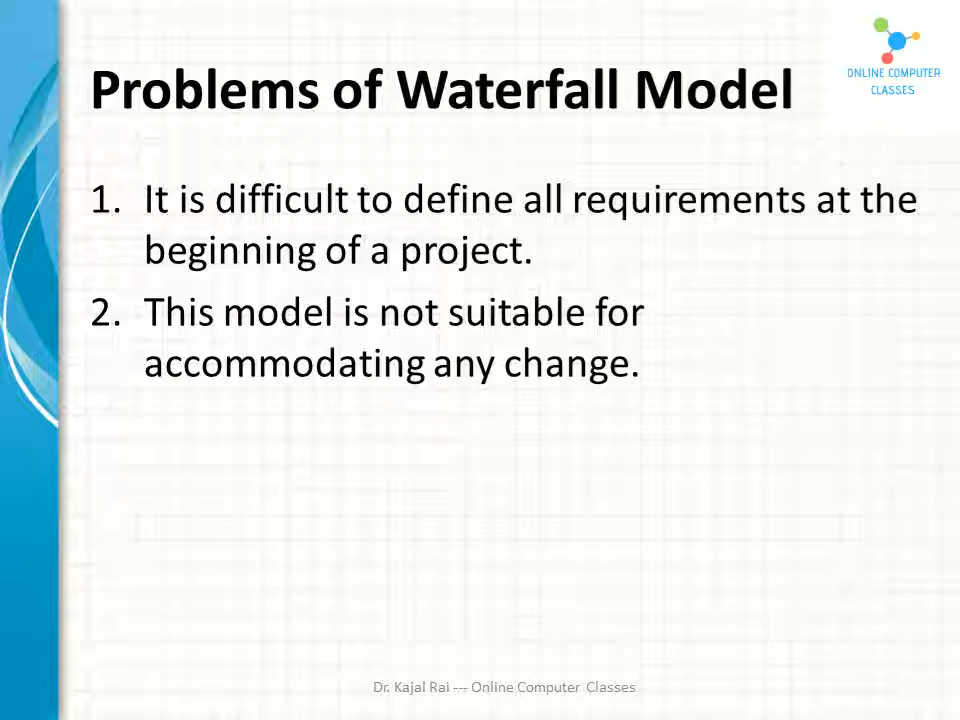 ONLINE COMPUTER
CLASSES
Problems of Waterfall Model
1. It is difficult to define all requirements at the
beginning of a project.
2. This model is not suitable for
accommodating any change.
Dr. Kajal Rai --- Online Computer Classes